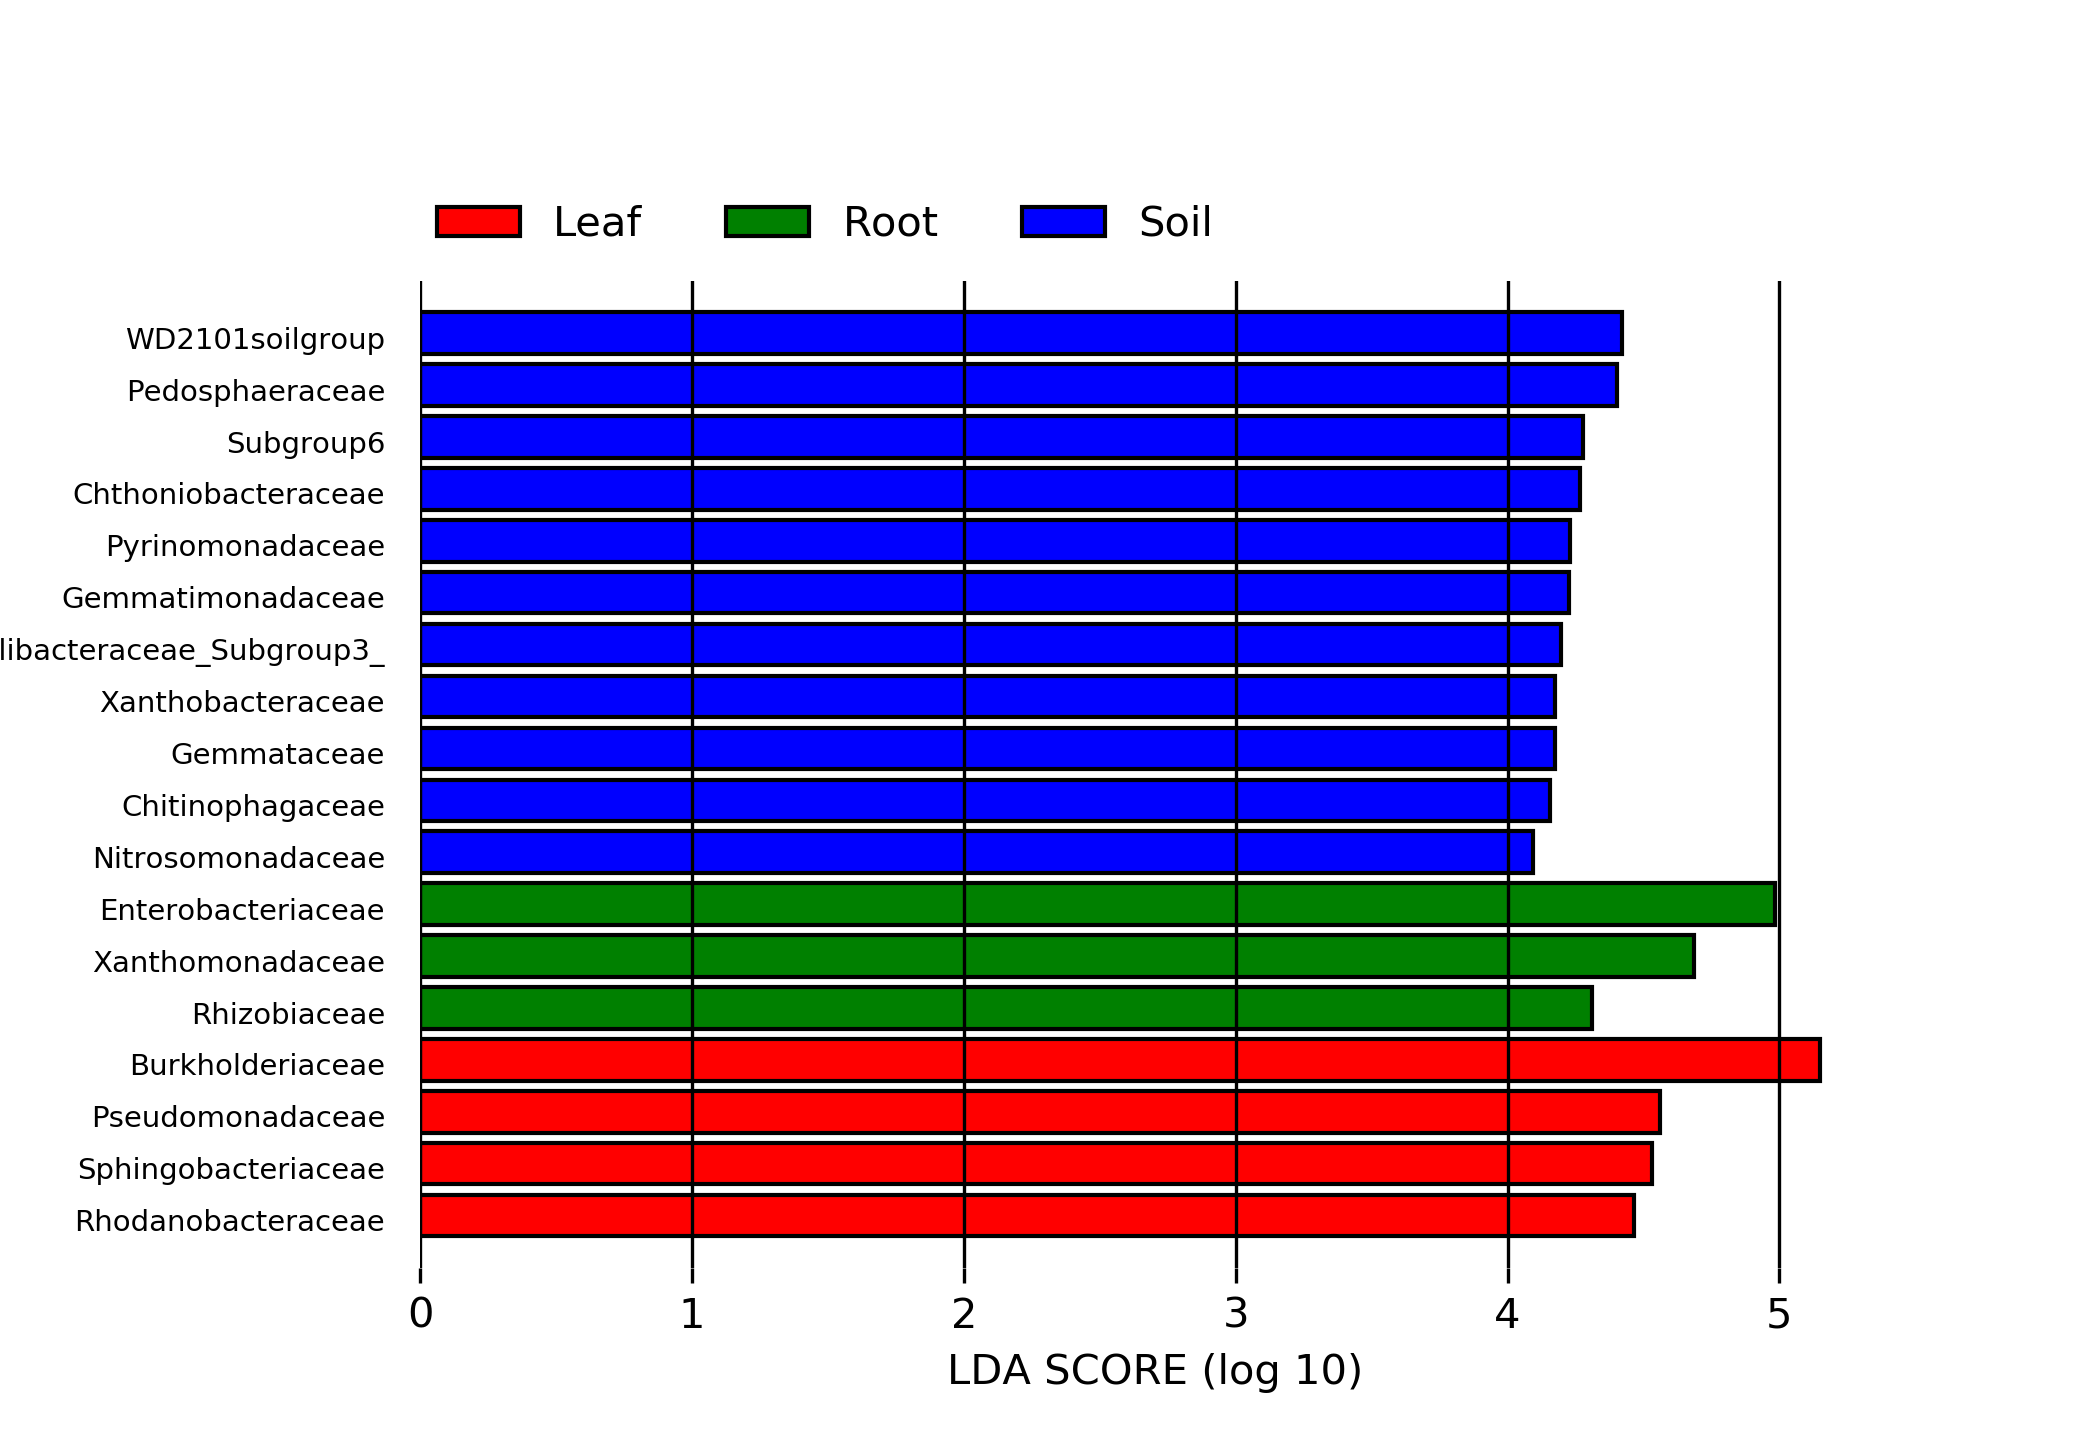 Leaf Root Soil
WD2101soilgroup
Pedosphaeraceae
Subgroup6
Chthoniobacteraceae
Pyrinomonadaceae
Gemmatimonadaceae
libacteraceae_Subgroup3_
Xanthobacteraceae
Gemmataceae
Chitinophagaceae
Nitrosomonadaceae
Enterobacteriaceae
Xanthomonadaceae
Rhizobiaceae
Burkholderiaceae
Pseudomonadaceae
Sphingobacteriaceae
Rhodanobacteraceae
0 1 2 3 4 5
LDA SCORE (log 10)